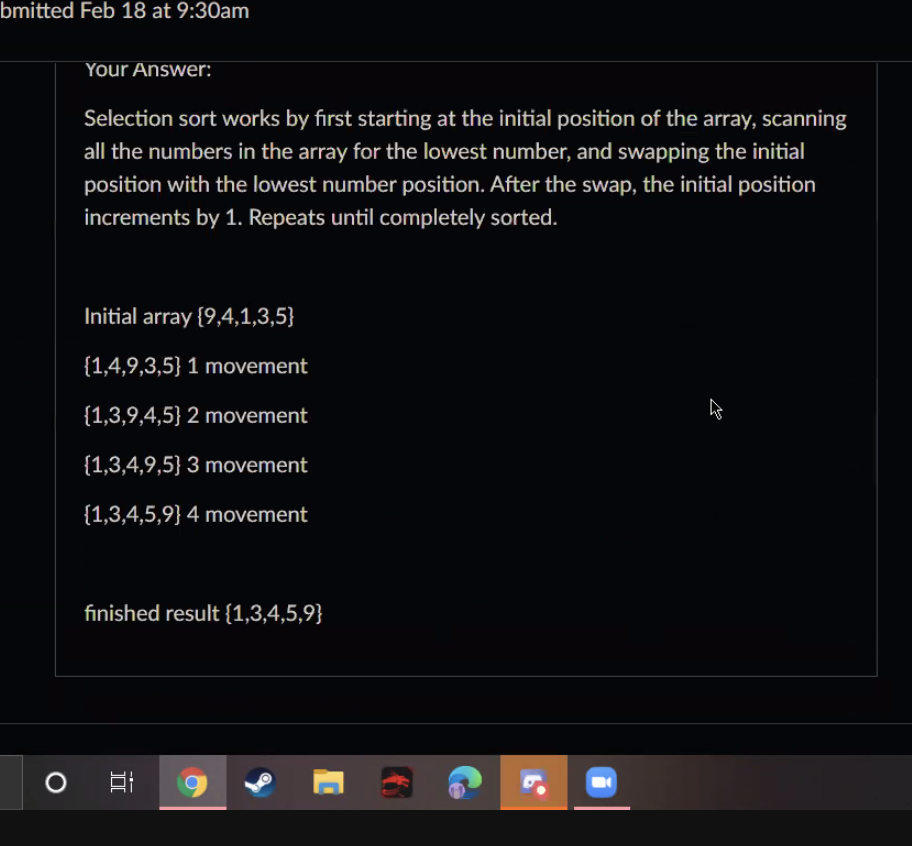 bmitted Feb 18 at 9:30am
Your Answer:
Selection sort works by first starting at the initial position of the array, scanning
all the numbers in the array for the lowest number, and swapping the initial
position with the lowest number position. After the swap, the initial position
increments by 1. Repeats until completely sorted.
Initial array {9,4,1,3,5}
{1,4,9,3,5} 1 movement
{1,3,9,4,5} 2 movement
{1,3,4,9,5} 3 movement
{1,3,4,5,9} 4 movement
finished result {1,3,4,5,9}